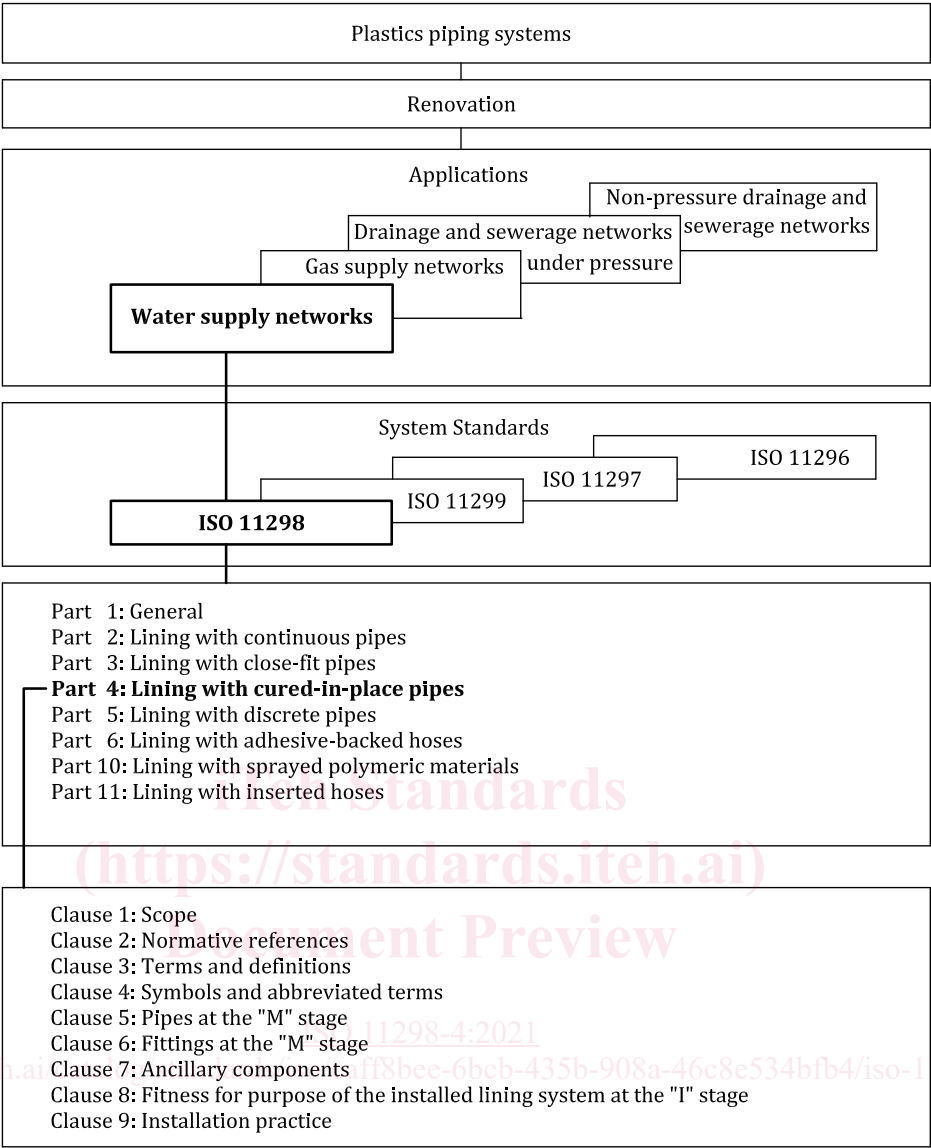 Plastics piping systems
Renovation
Applications
Non-pressure drainage and
sewerage networks
Drainage and sewerage networks
under pressure
Gas supply networks
Water supply networks
System Standards
ISO 11296
ISO 11297
ISO 11299
ISO 11298
Part 1: General
Part 2: Lining with continuous pipes
Part 3: Lining with close-fit pipes
Part 4: Lining with cured-in-place pipes
Part 5: Lining with discrete pipes
Part 6: Lining with adhesive-backed hoses
Part 10: Lining with sprayed polymeric materials
Part 11: Lining with inserted hoses
iTeh Standards
(https://standards.iteh.ai)
Document Preview
Clause 1: Scope
Clause 2: Normative references
Clause 3: Terms and definitions
Clause 4: Symbols and abbreviated terms
Clause 5: Pipes at the "M" stage
ISO 11298-4:2021
Clause 6: Fittings at the "M" stage
Clause 7: Ancillary components
ff8bee-6bcb-435b-908a-46c8e534bfb4/iso-1
Clause 8: Fitness for purpose of the installed lining system at the "I" stage
Clause 9: Installation practice